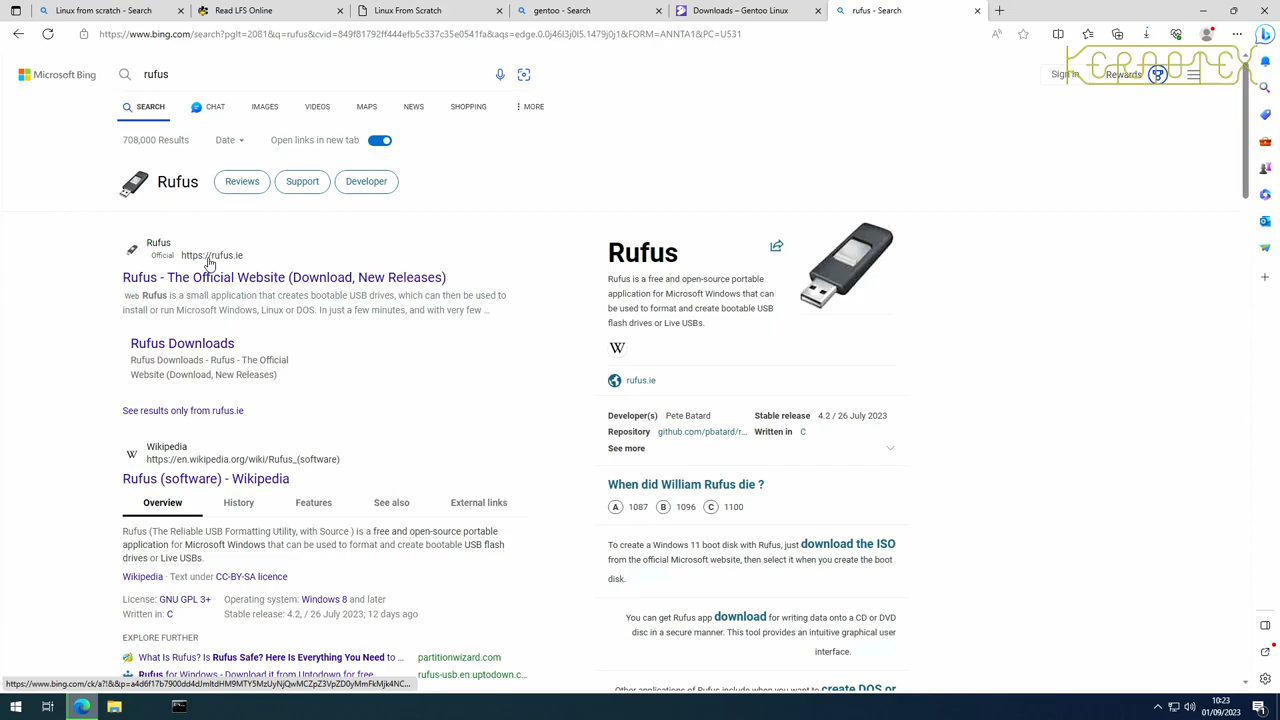 Linux from scratch - Search
Read LFS Online
Linux From Scratch
gentoo - Search
Downloads – Gentoo Linux
rufus - Search
https://www.bing.com/search?pglt=2081&q=rufus&cvid=849f81792ff444efb5c337c35e0541fa&aqs=edge.0.0j46l3j0l5.1479j0j1&FORM=ANNTA1&PC=U531
Microsoft Bing
rufus
Sign in
Rewards
KERNOTEX
SEARCH
CHAT
IMAGES
VIDEOS
MAPS
NEWS
SHOPPING
MORE
708,000 Results
Date
Open links in new tab
Rufus
Reviews
Support
Developer
Rufus
Official
https://rufus.ie
Rufus - The Official Website (Download, New Releases)
Web Rufus is a small application that creates bootable USB drives, which can then be used to
install or run Microsoft Windows, Linux or DOS. In just a few minutes, and with very few ...
Rufus Downloads
Rufus Downloads - Rufus - The Official
Website (Download, New Releases)
See results only from rufus.ie
W
Wikipedia
https://en.wikipedia.org/wiki/Rufus_(software)
Rufus (software) - Wikipedia
Overview
History
Features
See also
External links
Rufus (The Reliable USB Formatting Utility, with Source ) is a free and open-source portable
application for Microsoft Windows that can be used to format and create bootable USB flash
drives or Live USBs.
Wikipedia · Text under CC-BY-SA licence
License: GNU GPL 3+
Operating system: Windows 8 and later
Written in: C
Stable release: 4.2, / 26 July 2023; 12 days ago
EXPLORE FURTHER
What Is Rufus? Is Rufus Safe? Here Is Everything You Need to ...
partitionwizard.com
Rufus for Windows - Download it from Uptodown for free
rufus-usb.en.uptodown.c...
Rufus
Rufus is a free and open-source portable
application for Microsoft Windows that can
be used to format and create bootable USB
flash drives or Live USBs.
W
rufus.ie
Developer(s) Pete Batard
Stable release 4.2 / 26 July 2023
Repository github.com/pbatard/r...
Written in C
See more
When did William Rufus die ?
A 1087
B 1096
C 1100
To create a Windows 11 boot disk with Rufus, just download the ISO
from the official Microsoft website, then select it when you create the boot
disk.
You can get Rufus app download for writing data onto a CD or DVD
disc in a secure manner. This tool provides an intuitive graphical user
interface.
Other applications of Rufus include when you want to create DOS or
10:23
01/09/2023